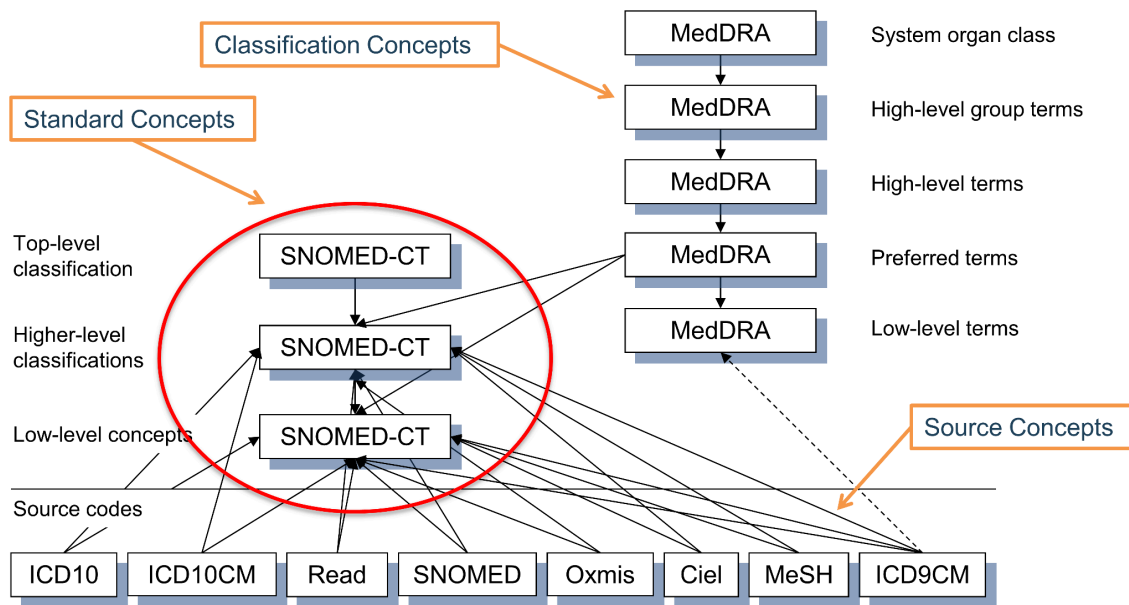 Classification Concepts
MedDRA
System organ class
Standard Concepts
MedDRA
High-level group terms
MedDRA
High-level terms
Top-level
classification
SNOMED-CT
MedDRA
Preferred terms
Higher-level
classifications
SNOMED-CT
MedDRA
Low-level terms
Low-level concepts
SNOMED-CT
Source Concepts
Source codes
ICD10
ICD10CM
Read
SNOMED
Oxmis
Ciel
MeSH
ICD9CM